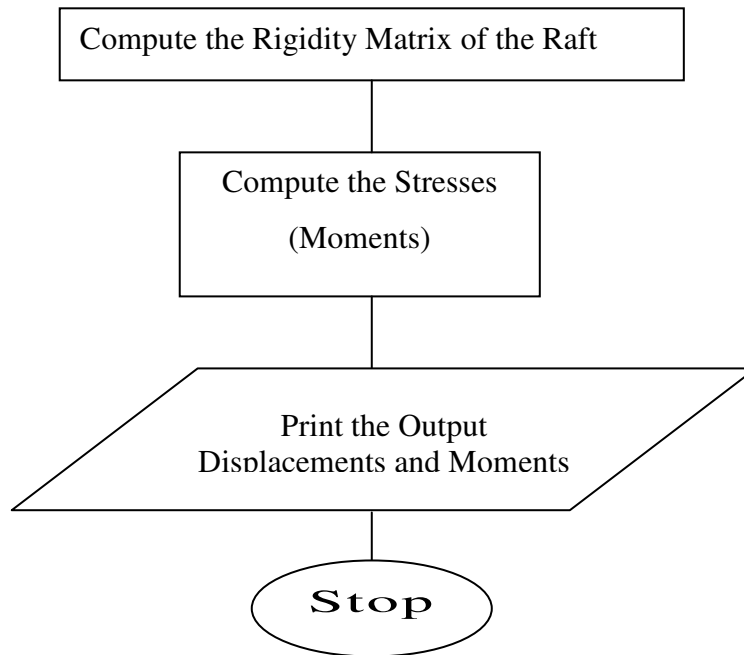 Compute the Rigidity Matrix of the Raft
Compute the Stresses
(Moments)
Print the Output
Displacements and Moments
Stop